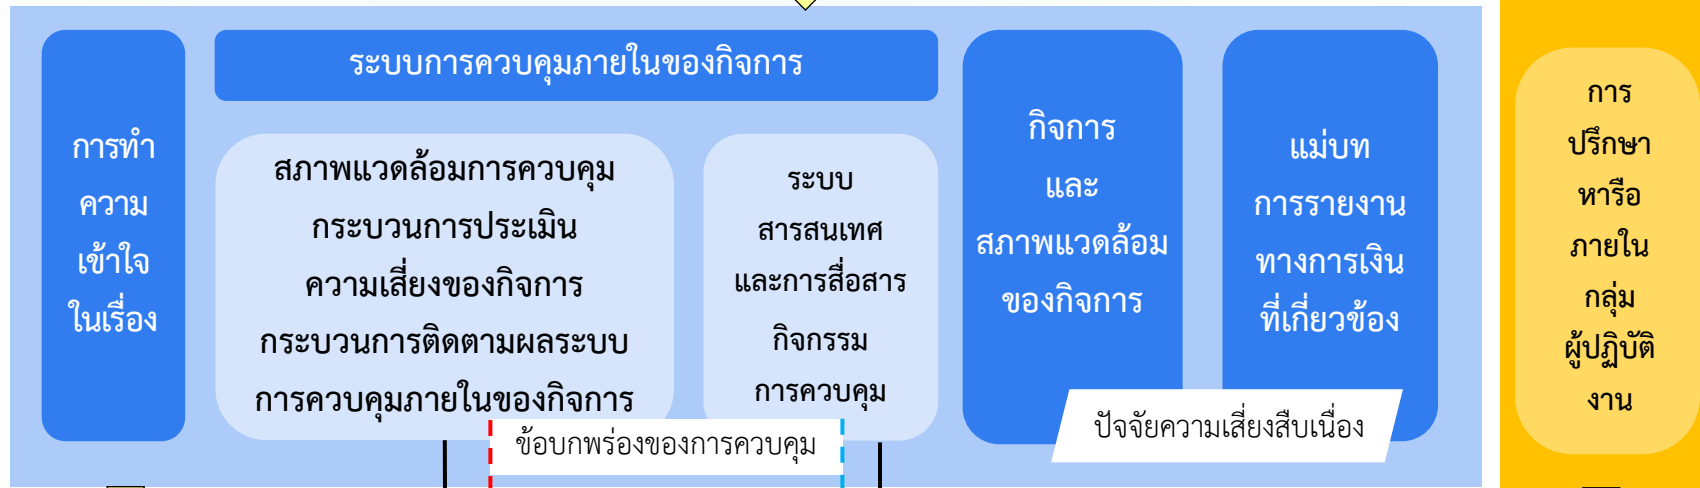 การทำ
ความ
เข้าใจ
ในเรื่อง
ระบบการควบคุมภายในของกิจการ
สภาพแวดล้อมการควบคุม
กระบวนการประเมิน
ความเสี่ยงของกิจการ
กระบวนการติดตามผลระบบ
การควบคุมภายในของกิจการ
ระบบ
สารสนเทศ
และการสื่อสาร
กิจกรรม
การควบคุม
ข้อบกพร่องของการควบคุม
กิจการ
และ
สภาพแวดล้อม
ของกิจการ
แม่บท
การรายงาน
ทางการเงิน
ที่เกี่ยวข้อง
ปัจจัยความเสี่ยงสืบเนื่อง
การ
ปรึกษา
หารือ
ภายใน
กลุ่ม
ผู้ปฏิบัติ
งาน